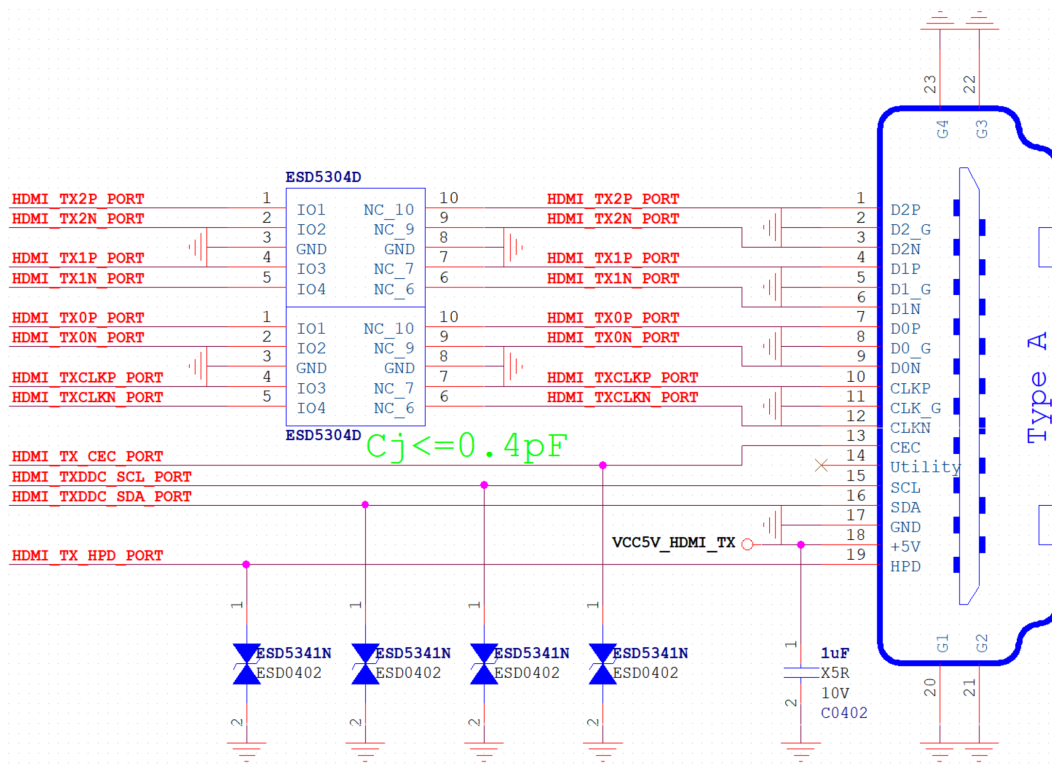 23
22
G4
G3
ESD5304D
HDMI_TX2P_PORT 1 IO1 NC_10 10 HDMI_TX2P_PORT 1 D2P
HDMI_TX2N_PORT 2 IO2 NC_9 9 HDMI_TX2N_PORT 2 D2_G
3 GND GND 8 3 D2N
HDMI_TX1P_PORT 4 IO3 NC_7 7 HDMI_TX1P_PORT 4 D1P
HDMI_TX1N_PORT 5 IO4 NC_6 6 HDMI_TX1N_PORT 5 D1_G
6 D1N
HDMI_TX0P_PORT 1 IO1 NC_10 10 HDMI_TX0P_PORT 7 D0P
HDMI_TX0N_PORT 2 IO2 NC_9 9 HDMI_TX0N_PORT 8 D0_G
3 GND GND 8 9 D0N
HDMI_TXCLKP_PORT 4 IO3 NC_7 7 HDMI_TXCLKP_PORT 10 CLKP
HDMI_TXCLKN_PORT 5 IO4 NC_6 6 HDMI_TXCLKN_PORT 11 CLK_G
12 CLKN
ESD5304D
Cj<=0.4pF
Type A
HDMI_TX_CEC_PORT 13 CEC
14 Utility
HDMI_TXDDC_SCL_PORT 15 SCL
HDMI_TXDDC_SDA_PORT 16 SDA
17 GND
VCC5V_HDMI_TX 18 +5V
HDMI_TX_HPD_PORT 19 HPD
1 1 1 1
1
ESD5341N ESD5341N ESD5341N ESD5341N 1uF
ESD0402 ESD0402 ESD0402 ESD0402 X5R
10V
C0402
2 2 2 2
2
G1
G2
20
21